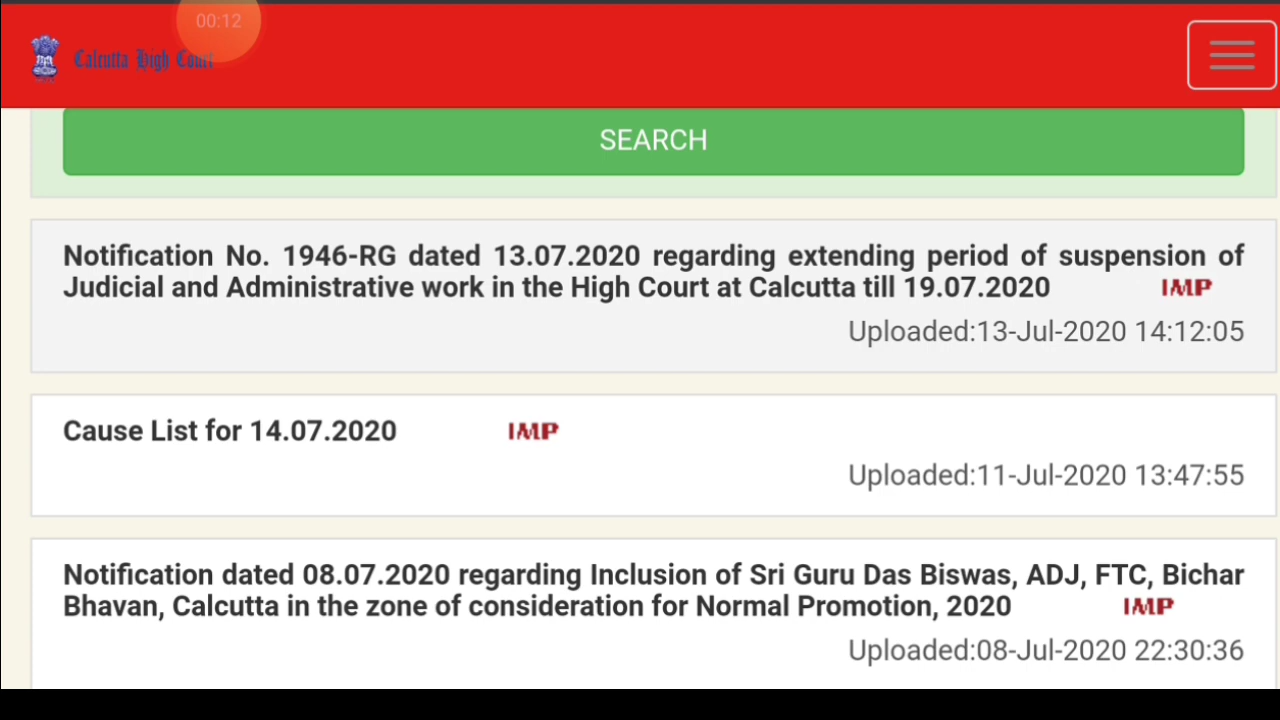 00:12
Calcutta High Court
SEARCH
Notification No. 1946-RG dated 13.07.2020 regarding extending period of suspension of
Judicial and Administrative work in the High Court at Calcutta till 19.07.2020 IMP
Uploaded:13-Jul-2020 14:12:05
Cause List for 14.07.2020 IMP
Uploaded:11-Jul-2020 13:47:55
Notification dated 08.07.2020 regarding Inclusion of Sri Guru Das Biswas, ADJ, FTC, Bichar
Bhavan, Calcutta in the zone of consideration for Normal Promotion, 2020 IMP
Uploaded:08-Jul-2020 22:30:36